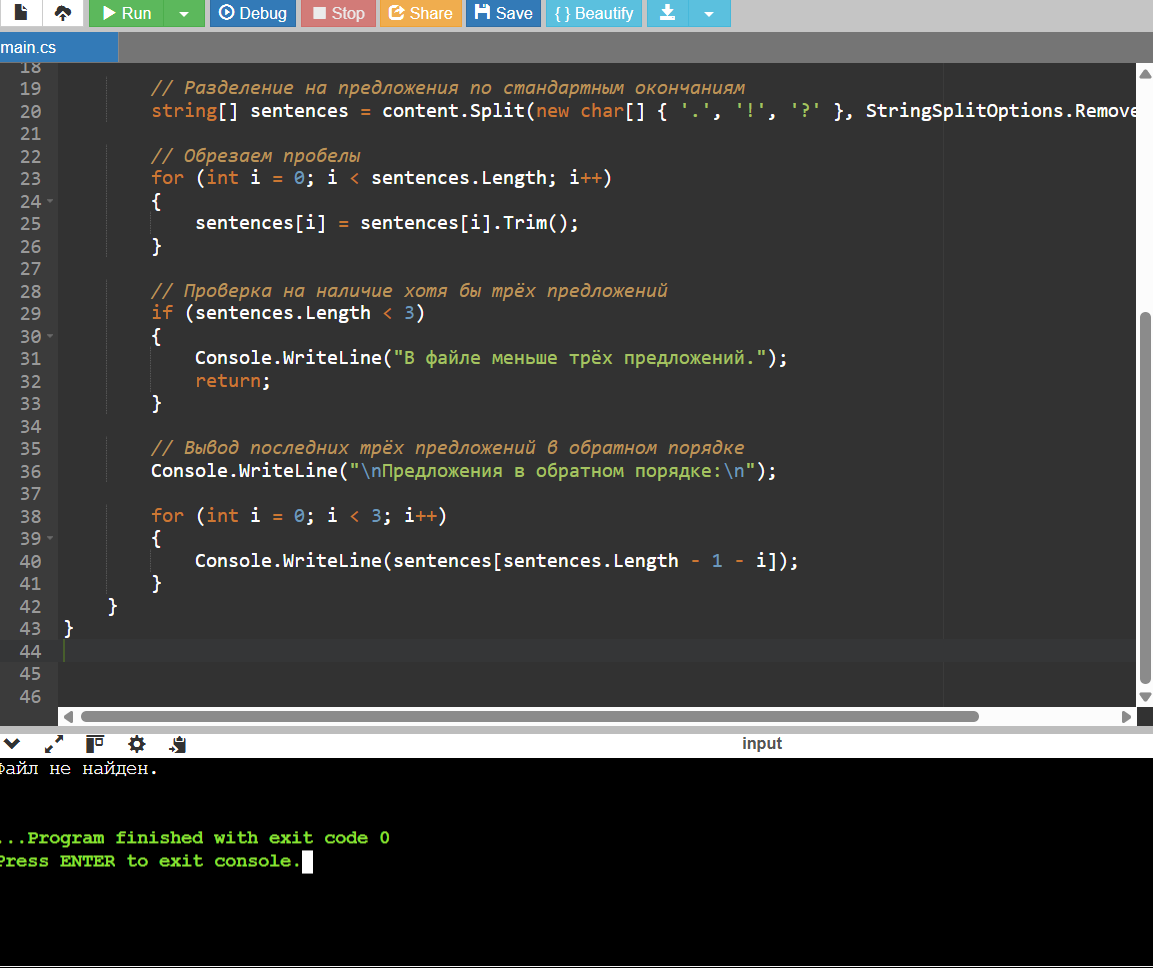 Run Debug Stop Share Save { } Beautify
main.cs
18
19 // Разделение на предложения по стандартным окончаниям
20 string[] sentences = content.Split(new char[] { '.', '!', '?' }, StringSplitOptions.Remove
21
22 // Обрезаем пробелы
23 for (int i = 0; i < sentences.Length; i++)
24 {
25 sentences[i] = sentences[i].Trim();
26 }
27
28 // Проверка на наличие хотя бы трёх предложений
29 if (sentences.Length < 3)
30 {
31 Console.WriteLine("В файле меньше трёх предложений.");
32 return;
33 }
34
35 // Вывод последних трёх предложений в обратном порядке
36 Console.WriteLine("\nПредложения в обратном порядке:\n");
37
38 for (int i = 0; i < 3; i++)
39 {
40 Console.WriteLine(sentences[sentences.Length - 1 - i]);
41 }
42 }
43 }
44
45
46
input
Файл не найден.
...Program finished with exit code 0
Press ENTER to exit console.